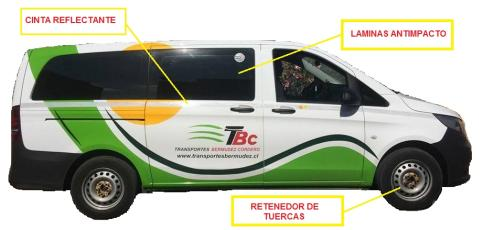 CINTA REFLECTANTE
LAMINAS ANTIMPACTO
TBc
TRANSPORTES BERMUDEZ CORDERO
www.transportesbermudez.cl
RETENEDOR DE
TUERCAS